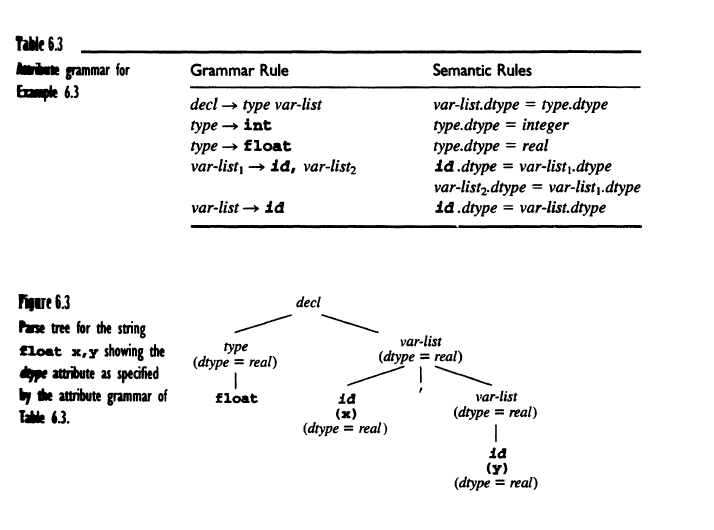 Table 6.3
Attribute grammar for
Example 6.3
Grammar Rule Semantic Rules
decl → type var-list var-list.dtype = type.dtype
type → int type.dtype = integer
type → float type.dtype = real
var-list₁ → id, var-list₂ id.dtype = var-list₁.dtype
var-list₂.dtype = var-list₁.dtype
var-list → id id.dtype = var-list.dtype
Figure 6.3
Parse tree for the string
float x,y showing the
dtype attribute as specified
by the attribute grammar of
Table 6.3.
decl
type var-list
(dtype = real) (dtype = real)
float id , var-list
(x) (dtype = real)
(dtype = real)
id
(y)
(dtype = real)